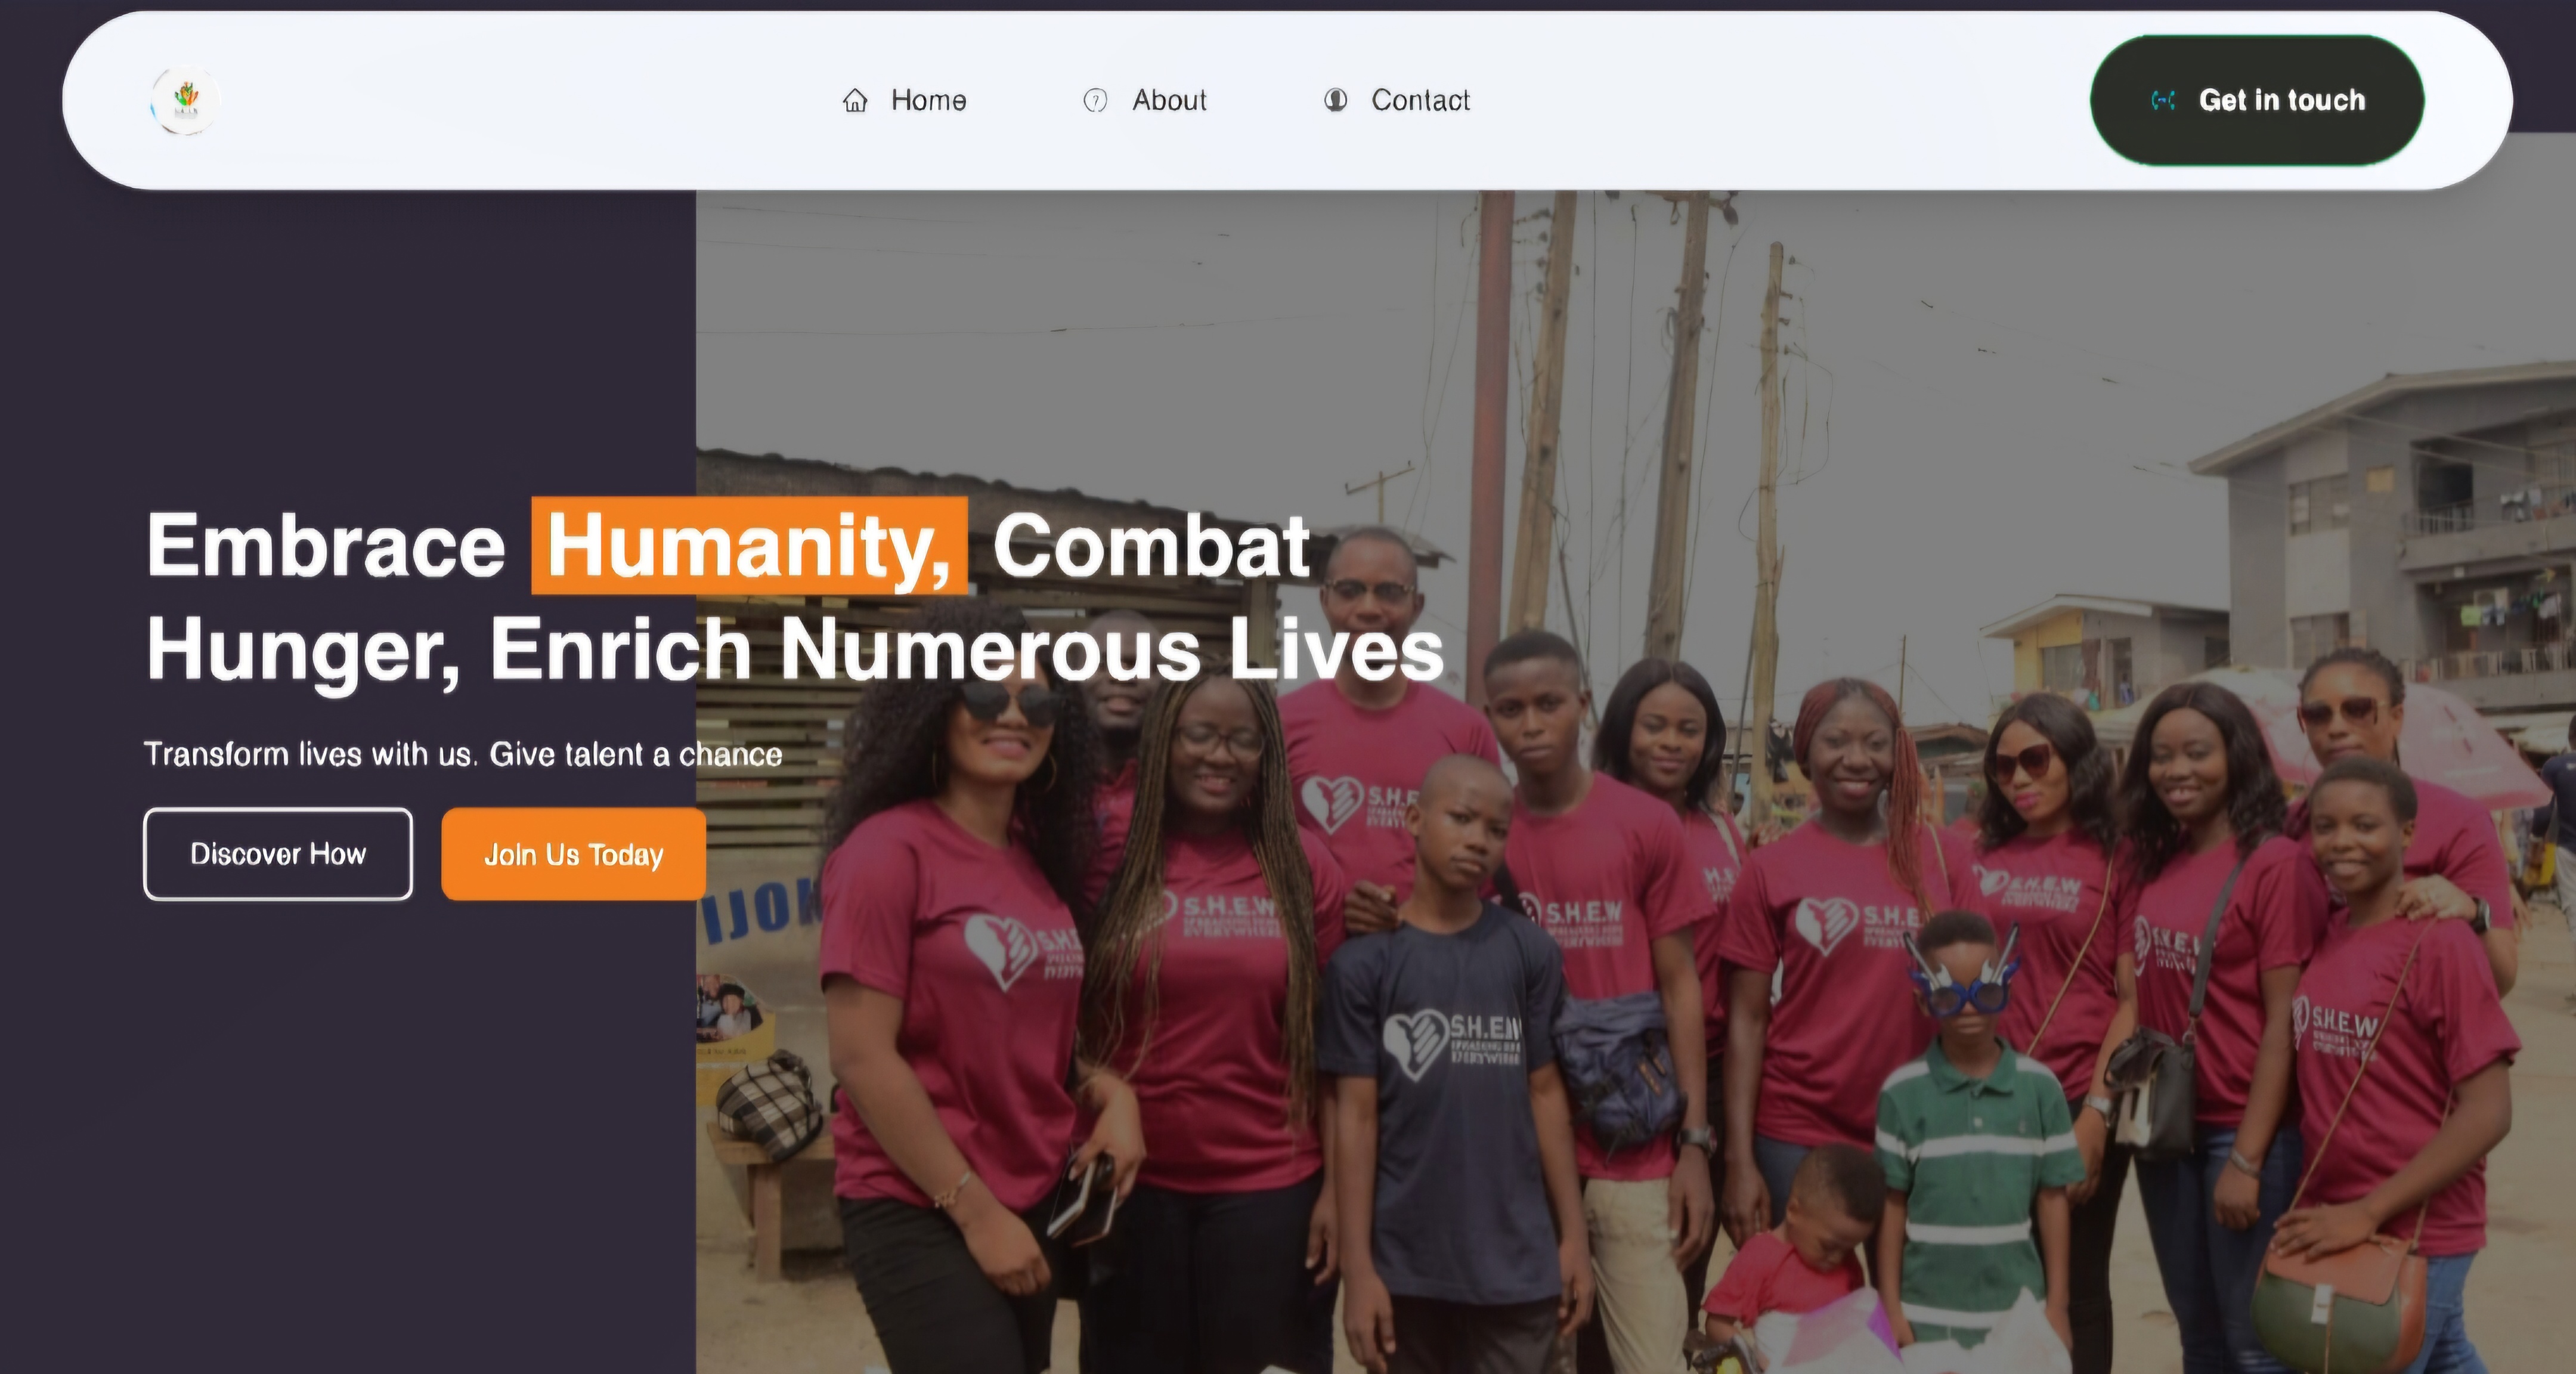 Home
About
Contact
Get in touch
Embrace Humanity, Combat
Hunger, Enrich Numerous Lives
Transform lives with us. Give talent a chance
Discover How
Join Us Today
IJOK
S.H.E
S.H.E.W
S.H.E.W
S.H.E
S.H.E.W
S.H.E.W
S.H.E.W